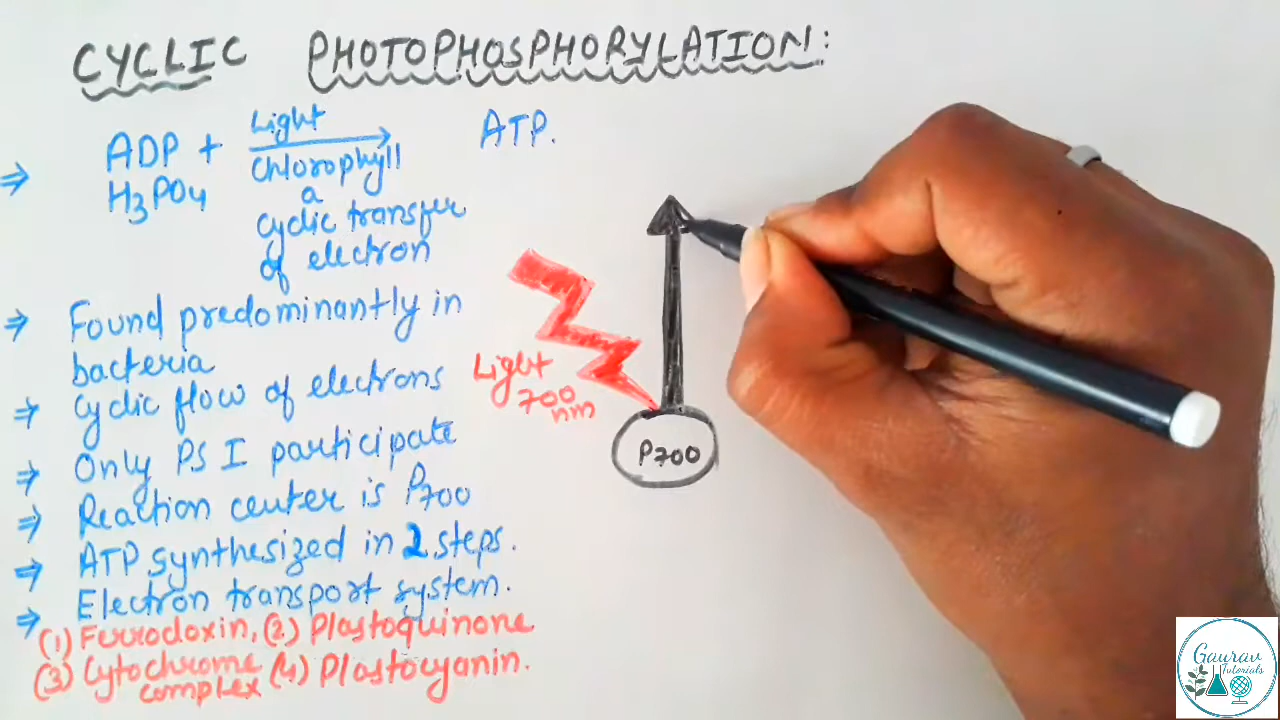 CYCLIC PHOTOPHOSPHORYLATION:
⇒ ADP + Light ATP.
H3PO4 Chlorophyll
a
cyclic transfer
of electron
⇒ Found predominantly in
bacteria
⇒ Cyclic flow of electrons
⇒ Only PS I participate
⇒ Reaction center is P700
⇒ ATP synthesized in 2 steps.
⇒ Electron transport system.
(1) Ferrodoxin, (2) Plastoquinone
(3) Cytochrome (4) Plastocyanin.
complex
Light
700
nm
P700
Gaurav
Tutorials